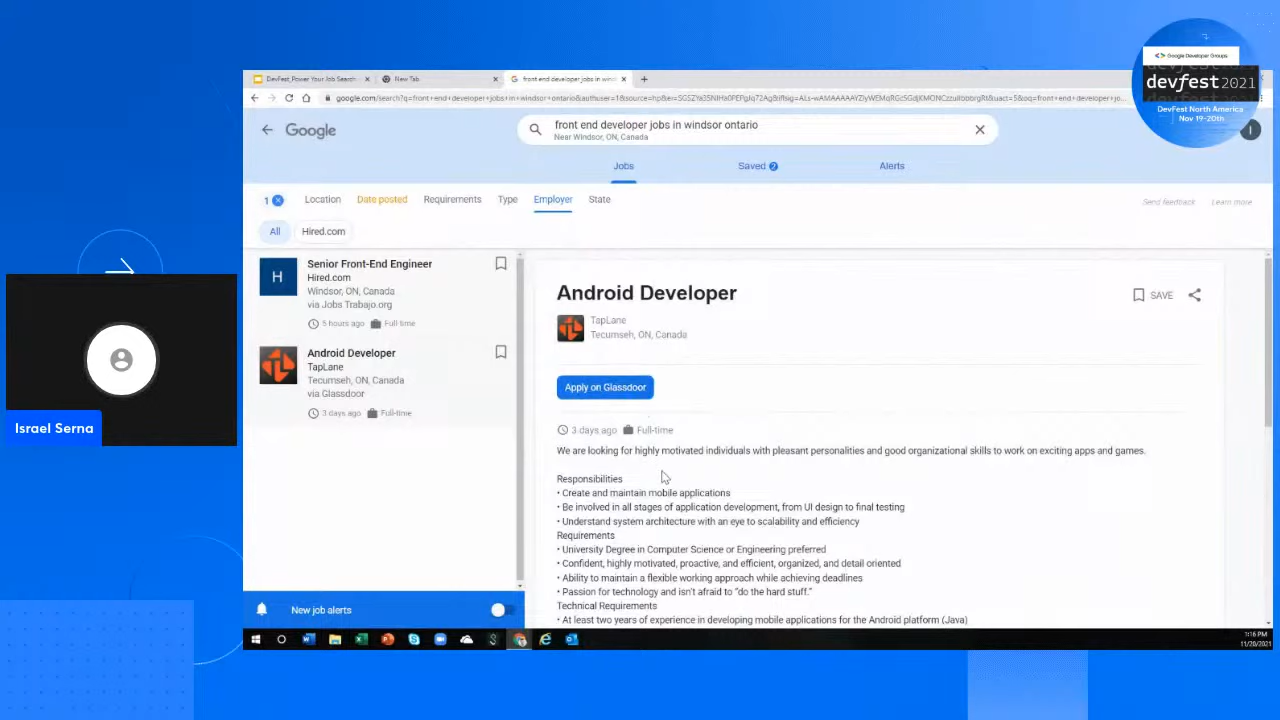 Google Developer Groups
devfest2021
DevFest North America
Nov 19-20th
DevFest_Power Your Job Search
New Tab
front end developer jobs in wind
Google
front end developer jobs in windsor ontario
Near Windsor, ON, Canada
I
Jobs
Saved 2
Alerts
1 Location Date posted Requirements Type Employer State
Send feedback Learn more
All Hired.com
H
Senior Front-End Engineer
Hired.com
Windsor, ON, Canada
via Jobs Trabajo.org
5 hours ago Full-time
Android Developer
TapLane
Tecumseh, ON, Canada
via Glassdoor
3 days ago Full-time
New job alerts
Android Developer
SAVE
TapLane
Tecumseh, ON, Canada
Apply on Glassdoor
3 days ago Full-time
We are looking for highly motivated individuals with pleasant personalities and good organizational skills to work on exciting apps and games.
Responsibilities
• Create and maintain mobile applications
• Be involved in all stages of application development, from UI design to final testing
• Understand system architecture with an eye to scalability and efficiency
Requirements
• University Degree in Computer Science or Engineering preferred
• Confident, highly motivated, proactive, and efficient, organized, and detail oriented
• Ability to maintain a flexible working approach while achieving deadlines
• Passion for technology and isn't afraid to "do the hard stuff."
Technical Requirements
• At least two years of experience in developing mobile applications for the Android platform (Java)
Israel Serna
1:16 PM
11/20/2021